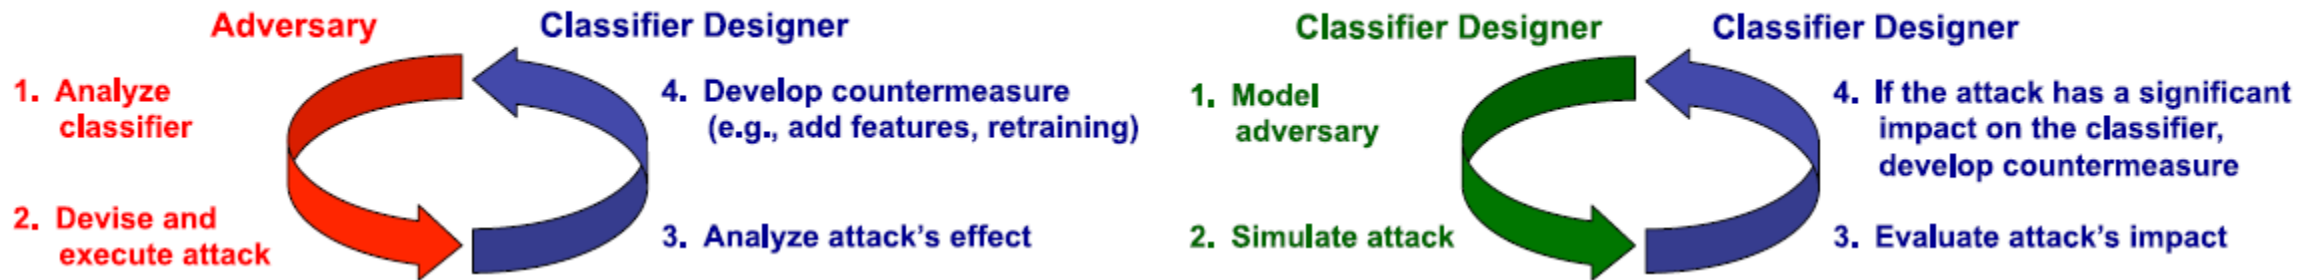 Adversary
Classifier Designer
1. Analyze
classifier
2. Devise and
execute attack
4. Develop countermeasure
(e.g., add features, retraining)
3. Analyze attack's effect
Classifier Designer
Classifier Designer
1. Model
adversary
2. Simulate attack
4. If the attack has a significant
impact on the classifier,
develop countermeasure
3. Evaluate attack's impact